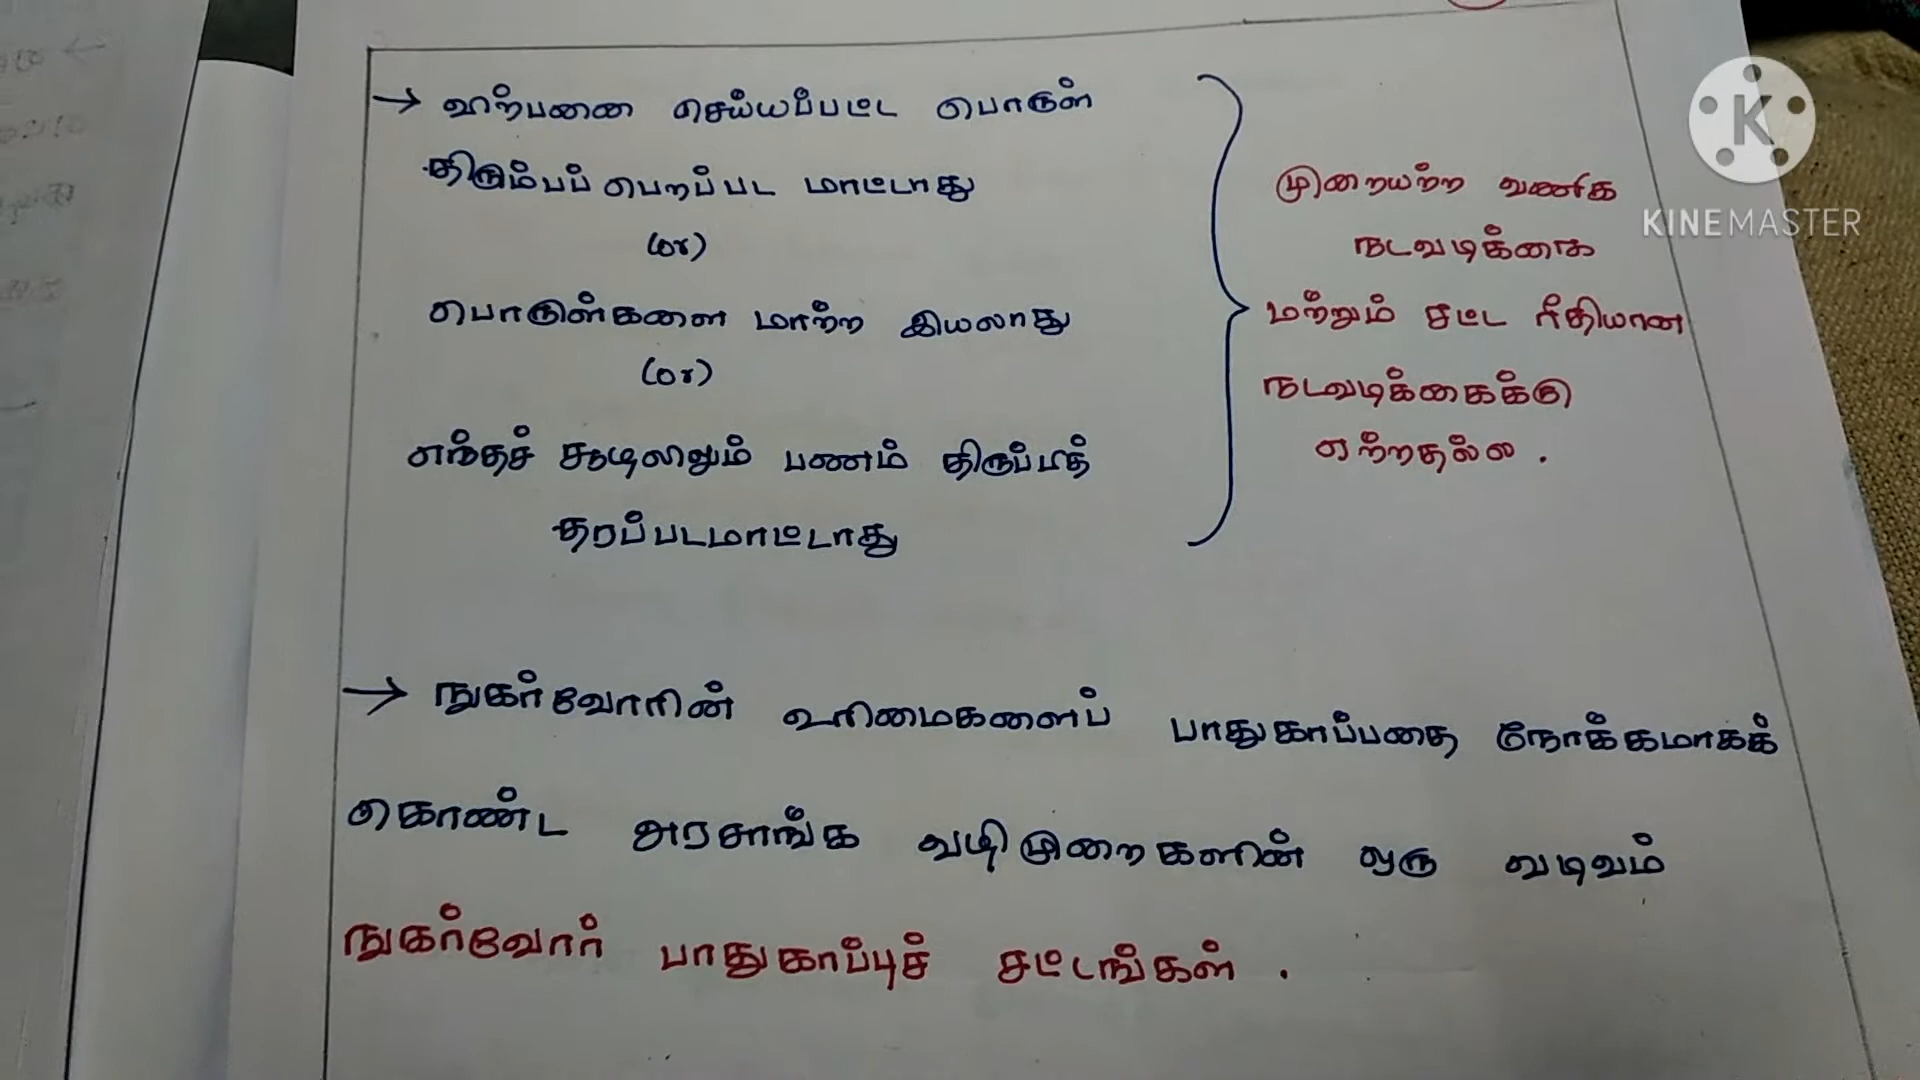 → விற்பனை செய்யப்பட்ட பொருள்
திரும்பப் பெறப்பட மாட்டாது
(or)
பொருள்களை மாற்ற இயலாது
(or)
எந்தச் சூழலிலும் பணம் திருப்பித்
தரப்படமாட்டாது
முறையற்ற வணிக
நடவடிக்கை
மற்றும் சட்ட ரீதியான
நடவடிக்கைக்கு
ஏற்றதல்ல .
→ நுகர்வோரின் உரிமைகளைப் பாதுகாப்பதை நோக்கமாகக்
கொண்ட அரசாங்க வழிமுறைகளின் ஒரு வடிவம்
நுகர்வோர் பாதுகாப்புச் சட்டங்கள் .
K
KINEMASTER